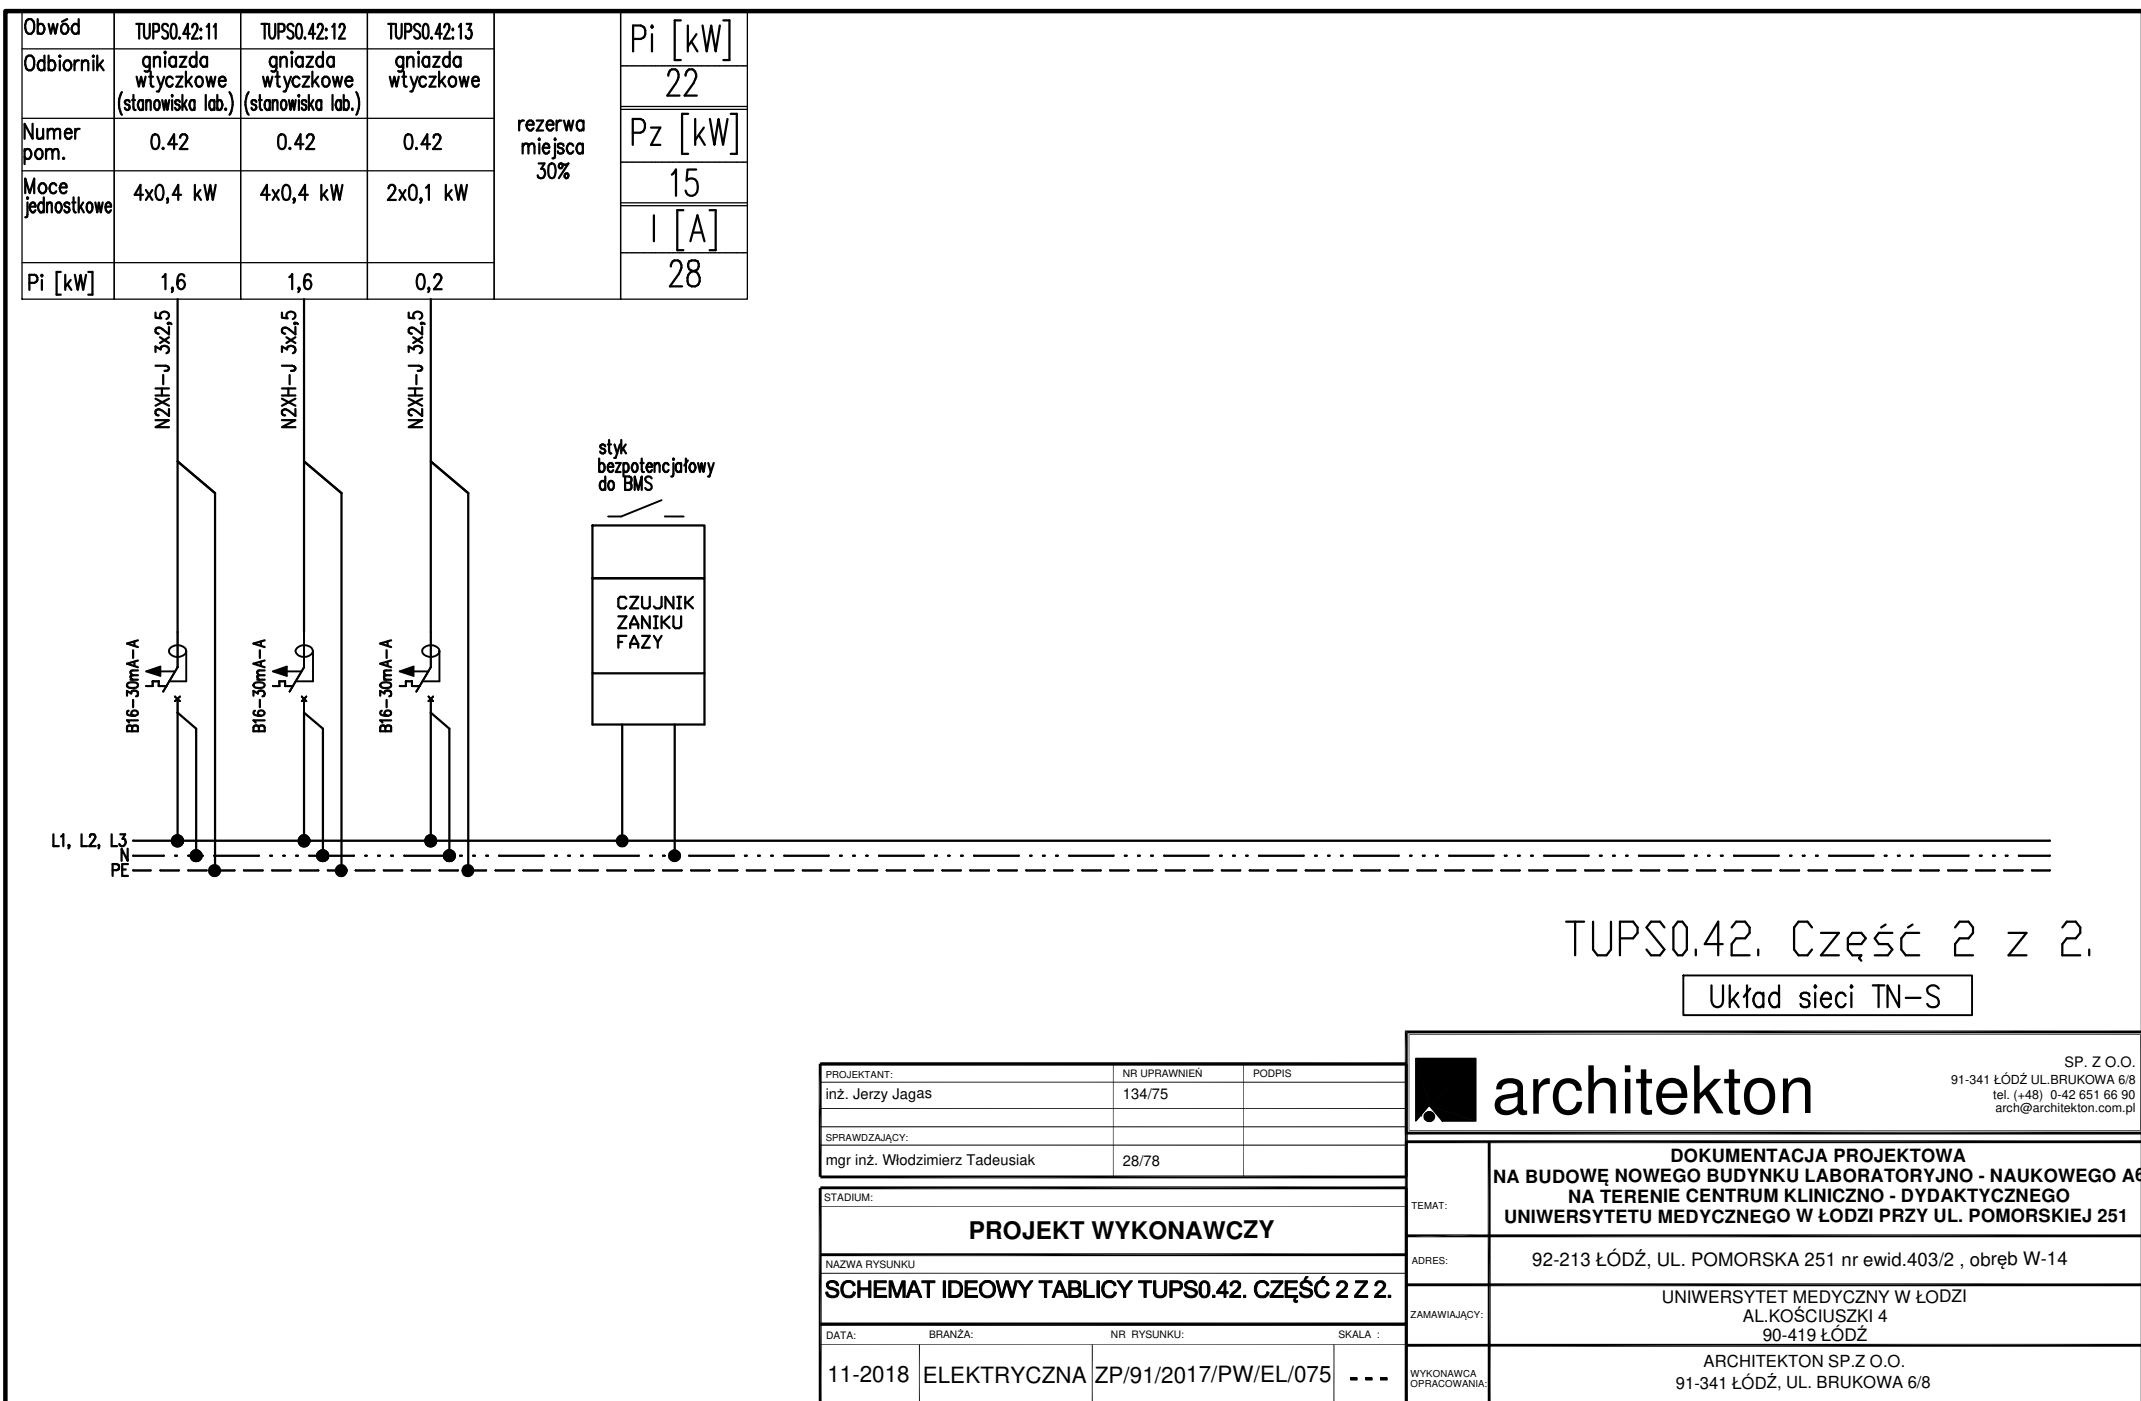 Obwód TUPS0.42:11 TUPS0.42:12 TUPS0.42:13
Odbiornik
gniazda
wtyczkowe
(stanowiska lab.)
gniazda
wtyczkowe
(stanowiska lab.)
gniazda
wtyczkowe
Numer
pom.
0.42 0.42 0.42
Moce
jednostkowe
4x0,4 kW 4x0,4 kW 2x0,1 kW
Pi [kW] 1,6 1,6 0,2
rezerwa
miejsca
30%
Pi [kW]
22
Pz [kW]
15
I [A]
28
N2XH-J 3x2,5
N2XH-J 3x2,5
N2XH-J 3x2,5
styk
bezpotencjałowy
do BMS
CZUJNIK
ZANIKU
FAZY
B16-30mA-A
B16-30mA-A
B16-30mA-A
L1, L2, L3
N
PE
TUPS0.42. Część 2 z 2.
Układ sieci TN-S
PROJEKTANT: NR UPRAWNIEŃ PODPIS
inż. Jerzy Jagas 134/75
SPRAWDZAJĄCY:
mgr inż. Włodzimierz Tadeusiak 28/78
STADIUM:
PROJEKT WYKONAWCZY
NAZWA RYSUNKU
SCHEMAT IDEOWY TABLICY TUPS0.42. CZĘŚĆ 2 Z 2.
DATA: BRANŻA: NR RYSUNKU: SKALA :
11-2018 ELEKTRYCZNA ZP/91/2017/PW/EL/075 ---
architekton
SP. Z O.O.
91-341 ŁÓDŹ UL.BRUKOWA 6/8
tel. (+48) 0-42 651 66 90
arch@architekton.com.pl
TEMAT:
DOKUMENTACJA PROJEKTOWA
NA BUDOWĘ NOWEGO BUDYNKU LABORATORYJNO - NAUKOWEGO A6
NA TERENIE CENTRUM KLINICZNO - DYDAKTYCZNEGO
UNIWERSYTETU MEDYCZNEGO W ŁODZI PRZY UL. POMORSKIEJ 251
ADRES:
92-213 ŁÓDŹ, UL. POMORSKA 251 nr ewid.403/2 , obręb W-14
ZAMAWIAJĄCY:
UNIWERSYTET MEDYCZNY W ŁODZI
AL.KOŚCIUSZKI 4
90-419 ŁÓDŹ
WYKONAWCA
OPRACOWANIA:
ARCHITEKTON SP.Z O.O.
91-341 ŁÓDŹ, UL. BRUKOWA 6/8